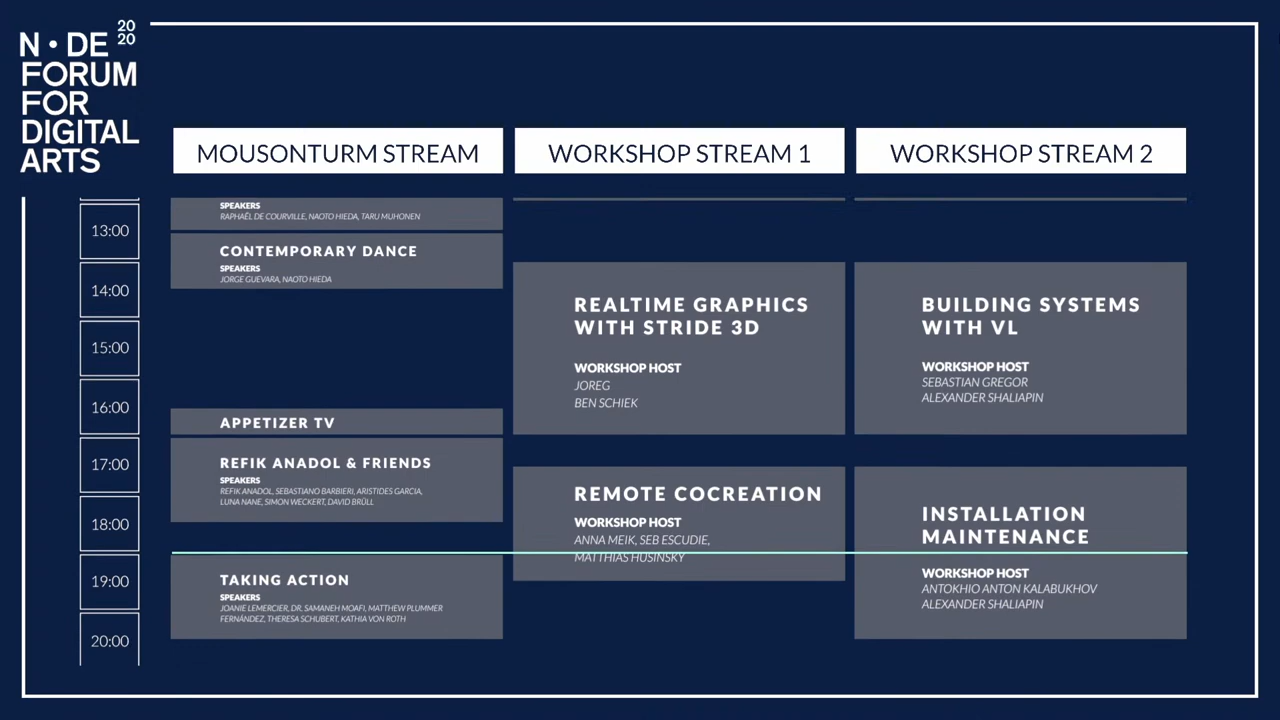 N • DE 20
20
FORUM
FOR
DIGITAL
ARTS
MOUSONTURM STREAM
WORKSHOP STREAM 1
WORKSHOP STREAM 2
13:00
14:00
15:00
16:00
17:00
18:00
19:00
20:00
SPEAKERS
RAPHAËL DE COURVILLE, NAOTO HIEDA, TARU MUHONEN
CONTEMPORARY DANCE
SPEAKERS
JORGE GUEVARA, NAOTO HIEDA
APPETIZER TV
REFIK ANADOL & FRIENDS
SPEAKERS
REFIK ANADOL, SEBASTIANO BARBIERI, ARISTIDES GARCIA,
LUNA NANE, SIMON WECKERT, DAVID BRÜLL
TAKING ACTION
SPEAKERS
JOANIE LEMERCIER, DR. SAMANEH MOAFI, MATTHEW PLUMMER
FERNÁNDEZ, THERESA SCHUBERT, KATHIA VON ROTH
REALTIME GRAPHICS
WITH STRIDE 3D
WORKSHOP HOST
JOREG
BEN SCHIEK
REMOTE COCREATION
WORKSHOP HOST
ANNA MEIK, SEB ESCUDIE,
MATTHIAS HUSINSKY
BUILDING SYSTEMS
WITH VL
WORKSHOP HOST
SEBASTIAN GREGOR
ALEXANDER SHALIAPIN
INSTALLATION
MAINTENANCE
WORKSHOP HOST
ANTOKHIO ANTON KALABUKHOV
ALEXANDER SHALIAPIN